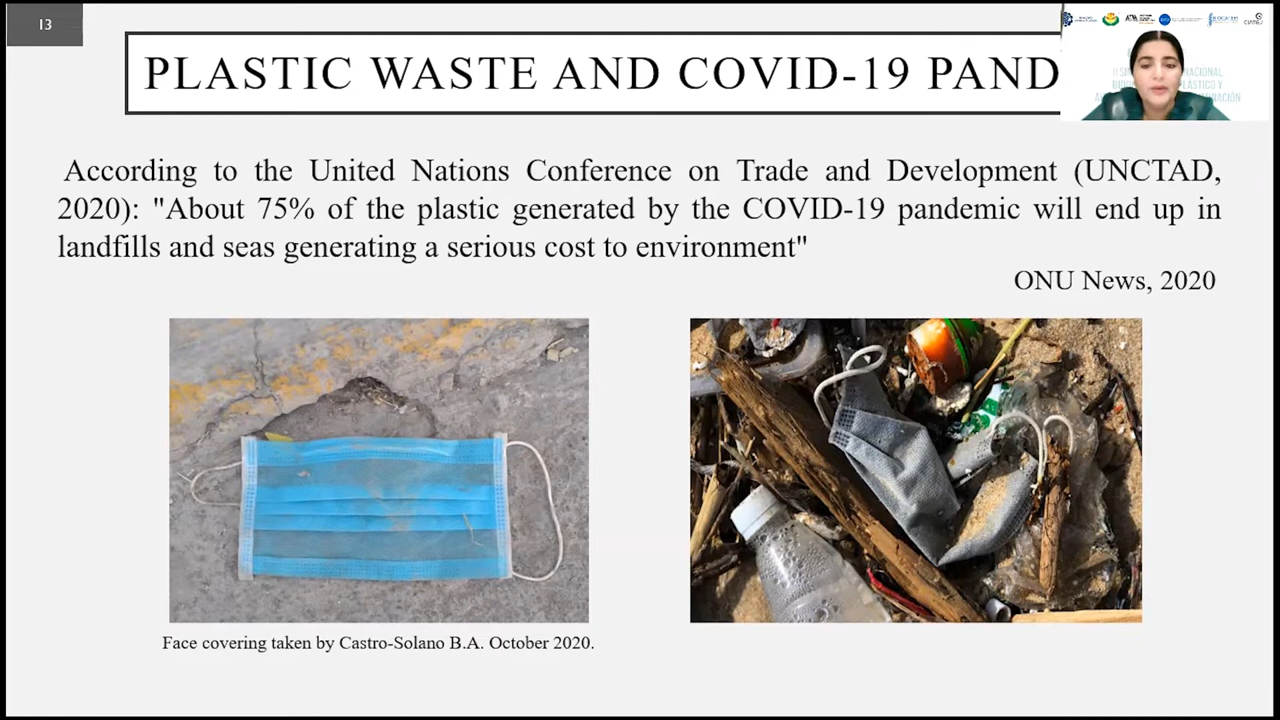 13
PLASTIC WASTE AND COVID-19 PAND
According to the United Nations Conference on Trade and Development (UNCTAD,
2020): "About 75% of the plastic generated by the COVID-19 pandemic will end up in
landfills and seas generating a serious cost to environment"
ONU News, 2020
Face covering taken by Castro-Solano B.A. October 2020.